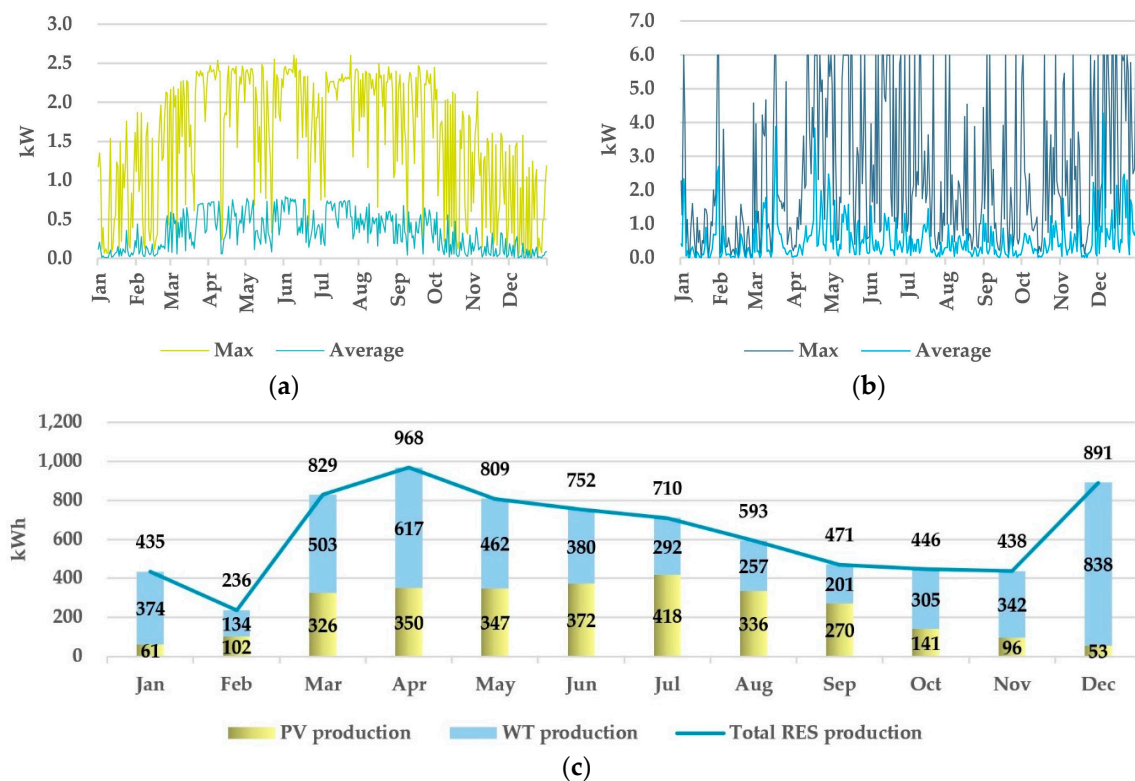 3.0
2.5
2.0
1.5
1.0
0.5
0.0
kW
Jan Feb Mar Apr May Jun Jul Aug Sep Oct Nov Dec
Max Average
(a)
7.0
6.0
5.0
4.0
3.0
2.0
1.0
0.0
kW
Jan Feb Mar Apr May Jun Jul Aug Sep Oct Nov Dec
Max Average
(b)
1,200
1,000
800
600
400
200
0
kWh
435 236 829 968 809 752 710 593 471 446 438 891
374 134 503 617 462 380 292 257 201 305 342 838
61 102 326 350 347 372 418 336 270 141 96 53
Jan Feb Mar Apr May Jun Jul Aug Sep Oct Nov Dec
PV production WT production Total RES production
(c)